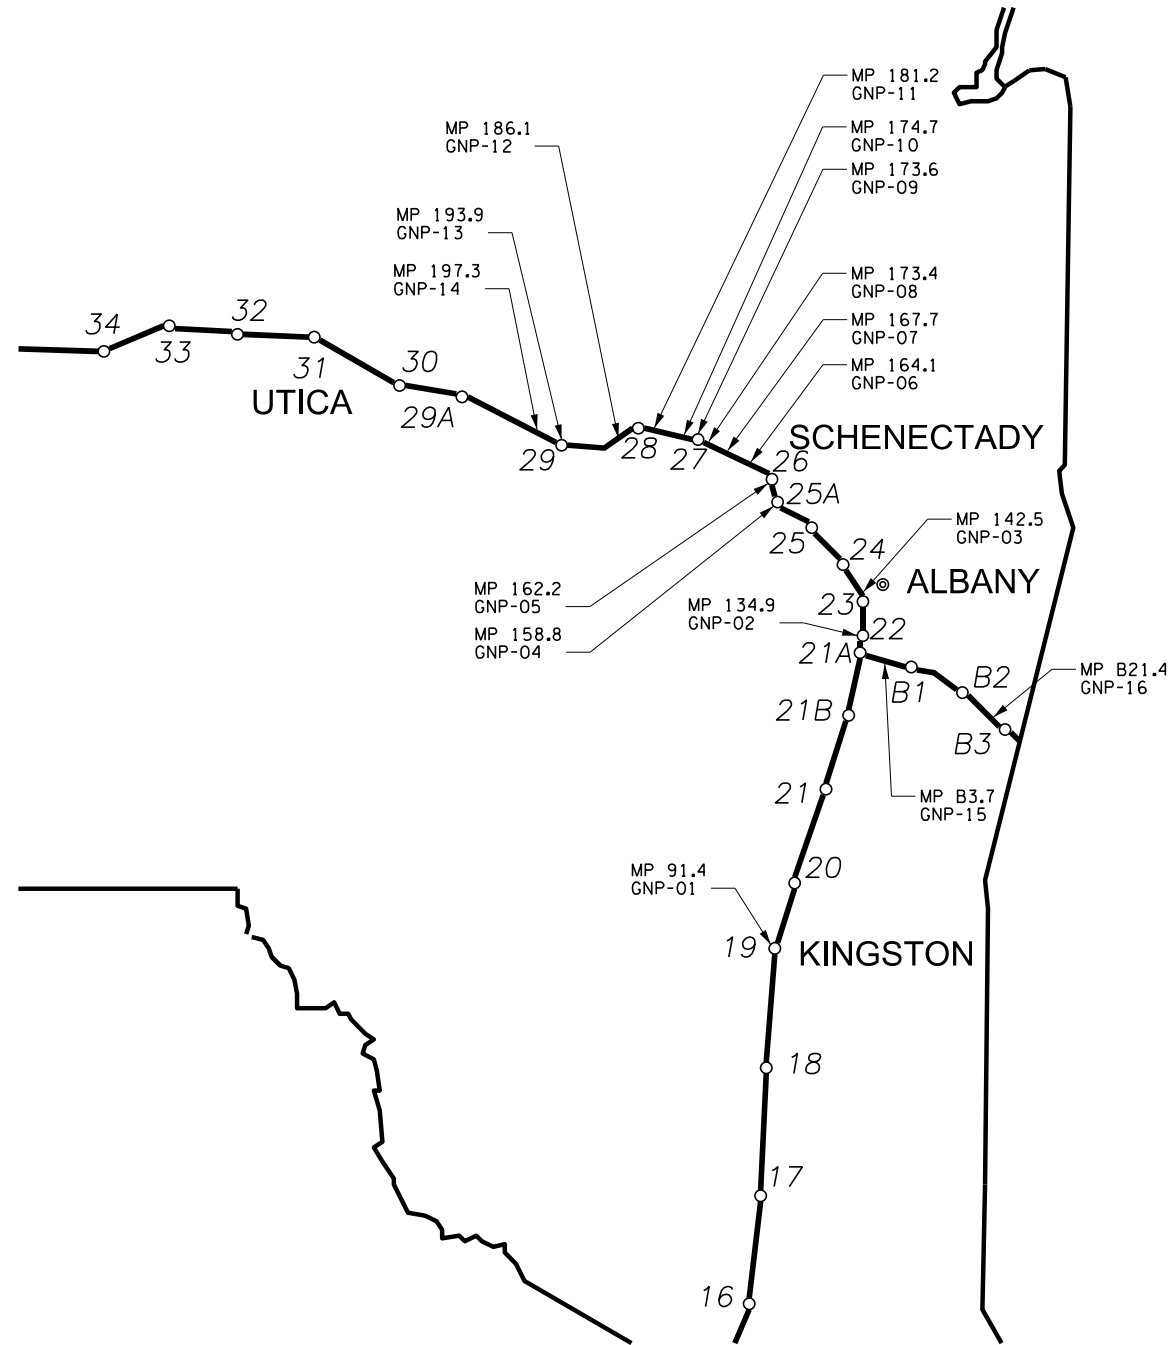 MP 181.2
GNP-11
MP 186.1
GNP-12
MP 174.7
GNP-10
MP 173.6
GNP-09
MP 193.9
GNP-13
MP 197.3
GNP-14
MP 173.4
GNP-08
MP 167.7
GNP-07
MP 164.1
GNP-06
34
33
32
31
30
29A
UTICA
29
28
27
SCHENECTADY
26
25A
25
24
MP 142.5
GNP-03
ALBANY
MP 162.2
GNP-05
MP 158.8
GNP-04
MP 134.9
GNP-02
23
22
21A
B1
B2
MP B21.4
GNP-16
B3
21B
21
MP B3.7
GNP-15
20
MP 91.4
GNP-01
19
KINGSTON
18
17
16